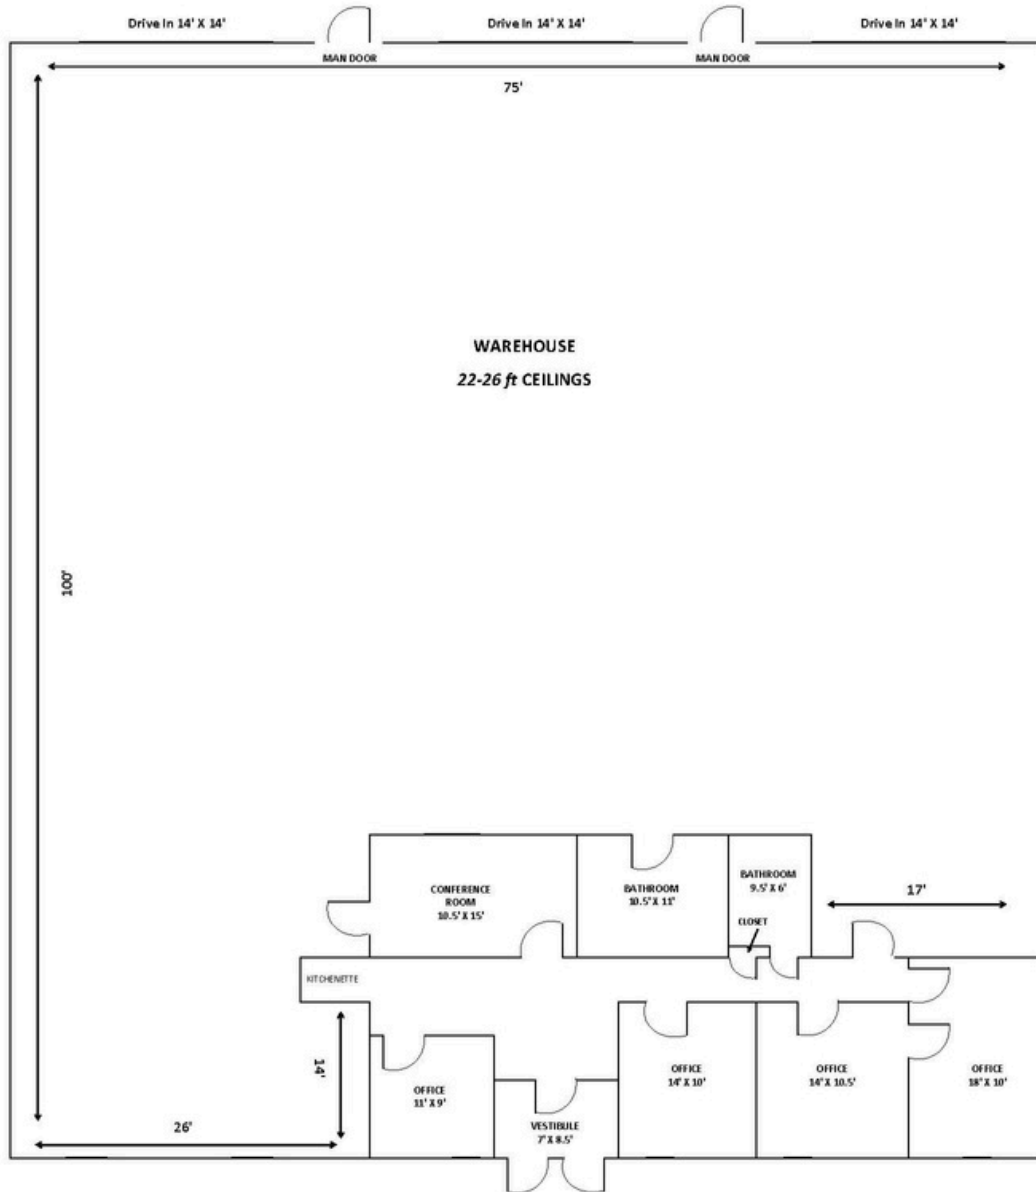 Drive In 14' X 14'
Drive In 14' X 14'
Drive In 14' X 14'
MAN DOOR
MAN DOOR
75'
WAREHOUSE
22-26 ft CEILINGS
100'
CONFERENCE
ROOM
10.5' X 15'
BATHROOM
10.5' X 11'
BATHROOM
9.5' X 6'
17'
CLOSET
KITCHENETTE
14'
OFFICE
11' X 9'
OFFICE
14' X 10'
OFFICE
14' X 10.5'
OFFICE
18' X 10'
26'
VESTIBULE
7' X 8.5'